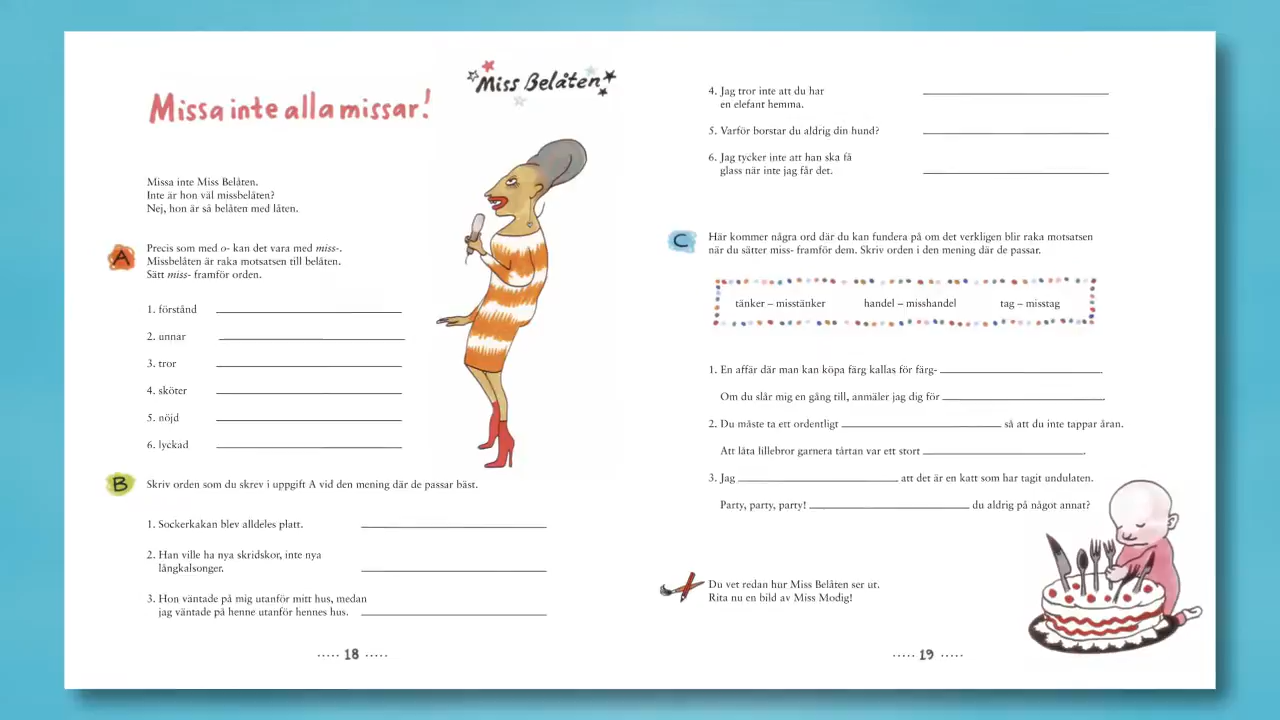 Missa inte alla missar!
Miss Belåten
Missa inte Miss Belåten.
Inte är hon väl missbelåten?
Nej, hon är så belåten med låten.
A
Precis som med o- kan det vara med miss-.
Missbelåten är raka motsatsen till belåten.
Sätt miss- framför orden.
1. förstånd
2. unnar
3. tror
4. sköter
5. nöjd
6. lyckad
B
Skriv orden som du skrev i uppgift A vid den mening där de passar bäst.
1. Sockerkakan blev alldeles platt.
2. Han ville ha nya skridskor, inte nya
långkalsonger.
3. Hon väntade på mig utanför mitt hus, medan
jag väntade på henne utanför hennes hus.
18
4. Jag tror inte att du har
en elefant hemma.
5. Varför borstar du aldrig din hund?
6. Jag tycker inte att han ska få
glass när inte jag får det.
C
Här kommer några ord där du kan fundera på om det verkligen blir raka motsatsen
när du sätter miss- framför dem. Skriv orden i den mening där de passar.
tänker – misstänker handel – misshandel tag – misstag
1. En affär där man kan köpa färg kallas för färg- .
Om du slår mig en gång till, anmäler jag dig för .
2. Du måste ta ett ordentligt så att du inte tappar åran.
Att låta lillebror garnera tårtan var ett stort .
3. Jag att det är en katt som har tagit undulaten.
Party, party, party! du aldrig på något annat?
Du vet redan hur Miss Belåten ser ut.
Rita nu en bild av Miss Modig!
19